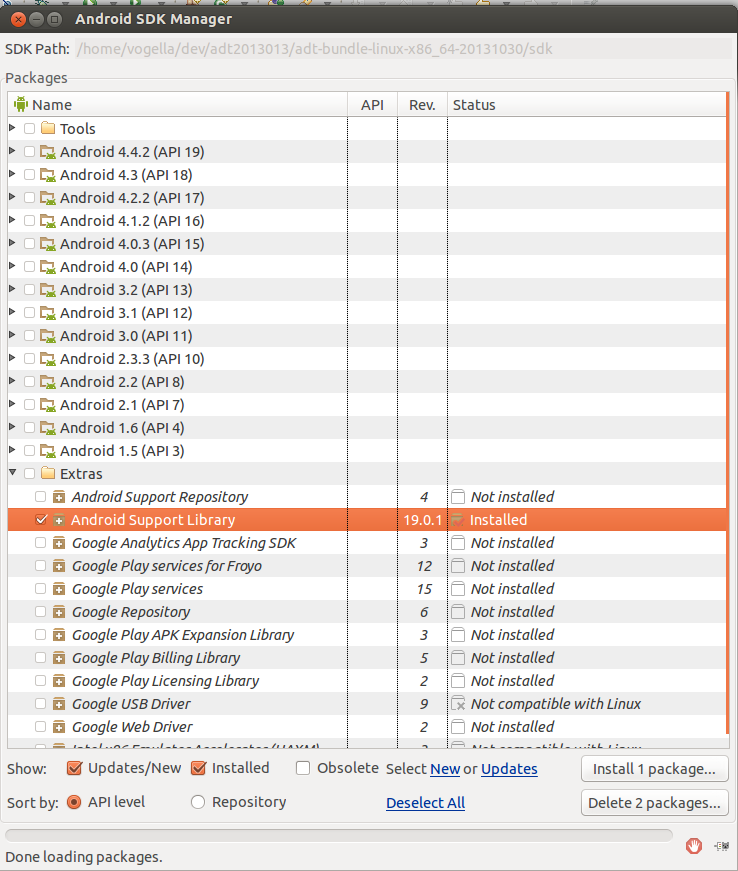 Android SDK Manager
SDK Path: /home/vogella/dev/adt2013013/adt-bundle-linux-x86_64-20131030/sdk
Packages
Name API Rev. Status
Tools
Android 4.4.2 (API 19)
Android 4.3 (API 18)
Android 4.2.2 (API 17)
Android 4.1.2 (API 16)
Android 4.0.3 (API 15)
Android 4.0 (API 14)
Android 3.2 (API 13)
Android 3.1 (API 12)
Android 3.0 (API 11)
Android 2.3.3 (API 10)
Android 2.2 (API 8)
Android 2.1 (API 7)
Android 1.6 (API 4)
Android 1.5 (API 3)
Extras
Android Support Repository 4 Not installed
Android Support Library 19.0.1 Installed
Google Analytics App Tracking SDK 3 Not installed
Google Play services for Froyo 12 Not installed
Google Play services 15 Not installed
Google Repository 6 Not installed
Google Play APK Expansion Library 3 Not installed
Google Play Billing Library 5 Not installed
Google Play Licensing Library 2 Not installed
Google USB Driver 9 Not compatible with Linux
Google Web Driver 2 Not installed
Intel x86 Emulator Accelerator (HAXM) 3 Not compatible with Linux
Show: Updates/New Installed Obsolete Select New or Updates Install 1 package...
Sort by: API level Repository Deselect All Delete 2 packages...
Done loading packages.